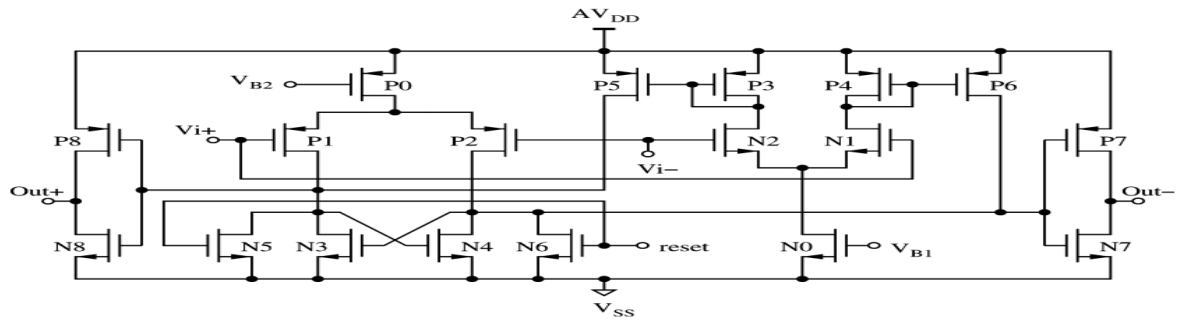 AVDD
VB2
P0
P5
P3
P4
P6
P8
Vi+
P1
P2
N2
N1
P7
Vi−
Out+
Out−
N8
N5
N3
N4
N6
reset
N0
VB1
N7
VSS